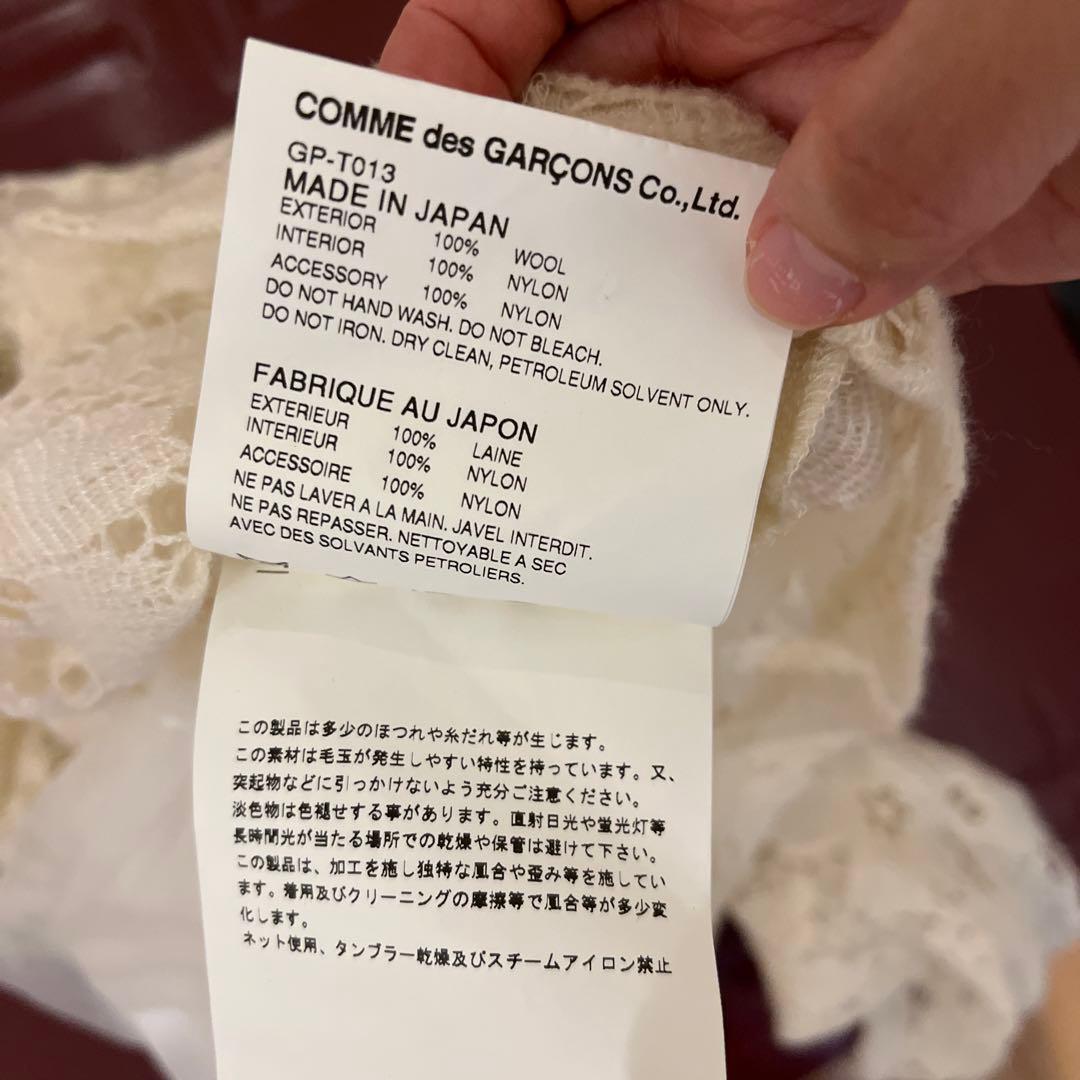 COMME des GARÇONS Co.,Ltd.
GP-T013
MADE IN JAPAN
EXTERIOR 100% WOOL
INTERIOR 100% NYLON
ACCESSORY 100% NYLON
DO NOT HAND WASH. DO NOT BLEACH.
DO NOT IRON. DRY CLEAN, PETROLEUM SOLVENT ONLY.
FABRIQUE AU JAPON
EXTERIEUR 100% LAINE
INTERIEUR 100% NYLON
ACCESSOIRE 100% NYLON
NE PAS LAVER A LA MAIN. JAVEL INTERDIT.
NE PAS REPASSER. NETTOYABLE A SEC
AVEC DES SOLVANTS PETROLIERS.
この製品は多少のほつれや糸だれ等が生じます。
この素材は毛玉が発生しやすい特性を持っています。又、
突起物などに引っかけないよう充分ご注意ください。
淡色物は色褪せする事があります。直射日光や蛍光灯等
長時間光が当たる場所での乾燥や保管は避けて下さい。
この製品は、加工を施し独特な風合や歪み等を施してい
ます。着用及びクリーニングの摩擦等で風合等が多少変
化します。
ネット使用、タンブラー乾燥及びスチームアイロン禁止